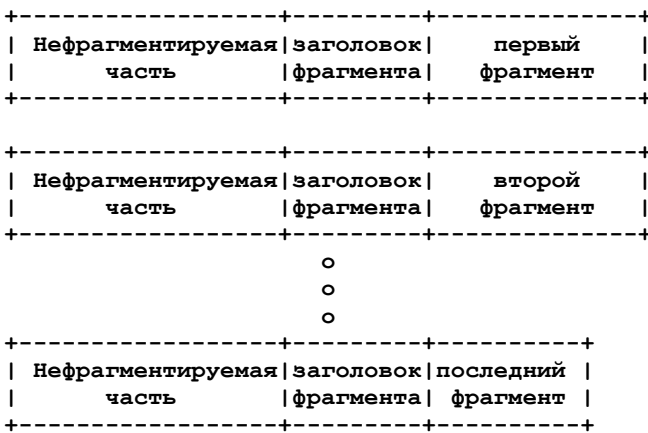 +------------------+---------+--------------+
| Нефрагментируемая|заголовок|    первый    |
|      часть       |фрагмента|   фрагмент   |
+------------------+---------+--------------+
+------------------+---------+--------------+
| Нефрагментируемая|заголовок|    второй    |
|      часть       |фрагмента|   фрагмент   |
+------------------+---------+--------------+
o
o
o
+------------------+---------+----------+
| Нефрагментируемая|заголовок|последний |
|      часть       |фрагмента| фрагмент |
+------------------+---------+----------+